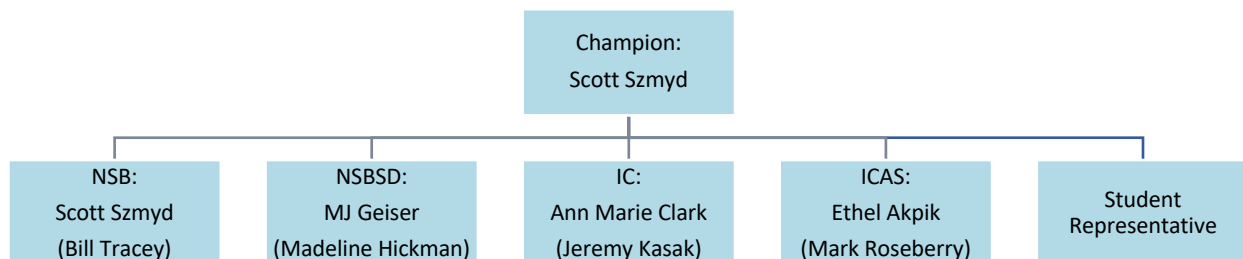 Champion:
Scott Szmyd
NSB:
Scott Szmyd
(Bill Tracey)
NSBSD:
MJ Geiser
(Madeline Hickman)
IC:
Ann Marie Clark
(Jeremy Kasak)
ICAS:
Ethel Akpik
(Mark Roseberry)
Student
Representative